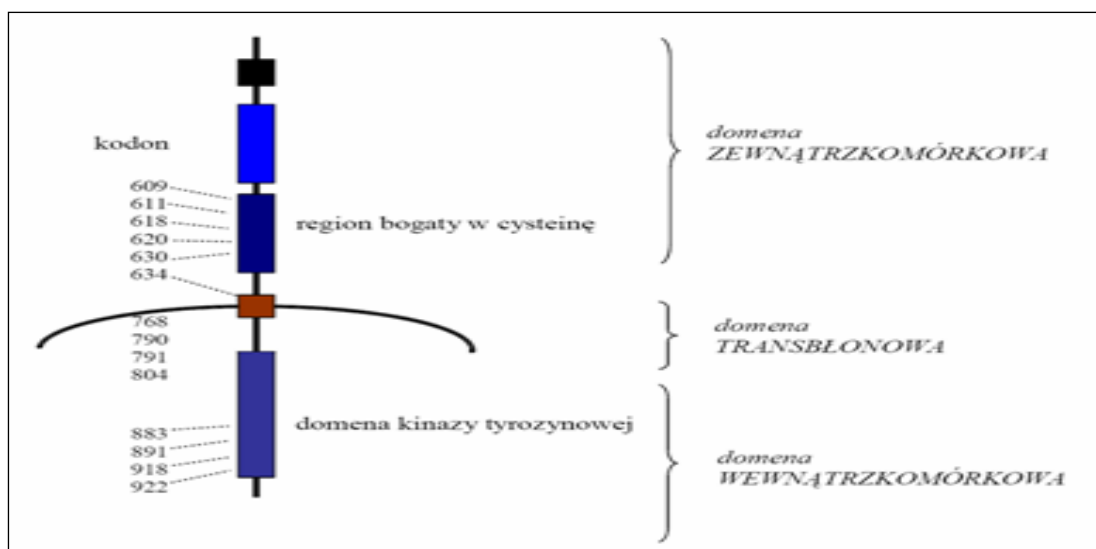 kodon
609
611
618
620
630
634
768
790
791
804
883
891
918
922
region bogaty w cysteinę
domena kinazy tyrozynowej
domena
ZEWNĄTRZKOMÓRKOWA
domena
TRANSBŁONOWA
domena
WEWNĄTRZKOMÓRKOWA